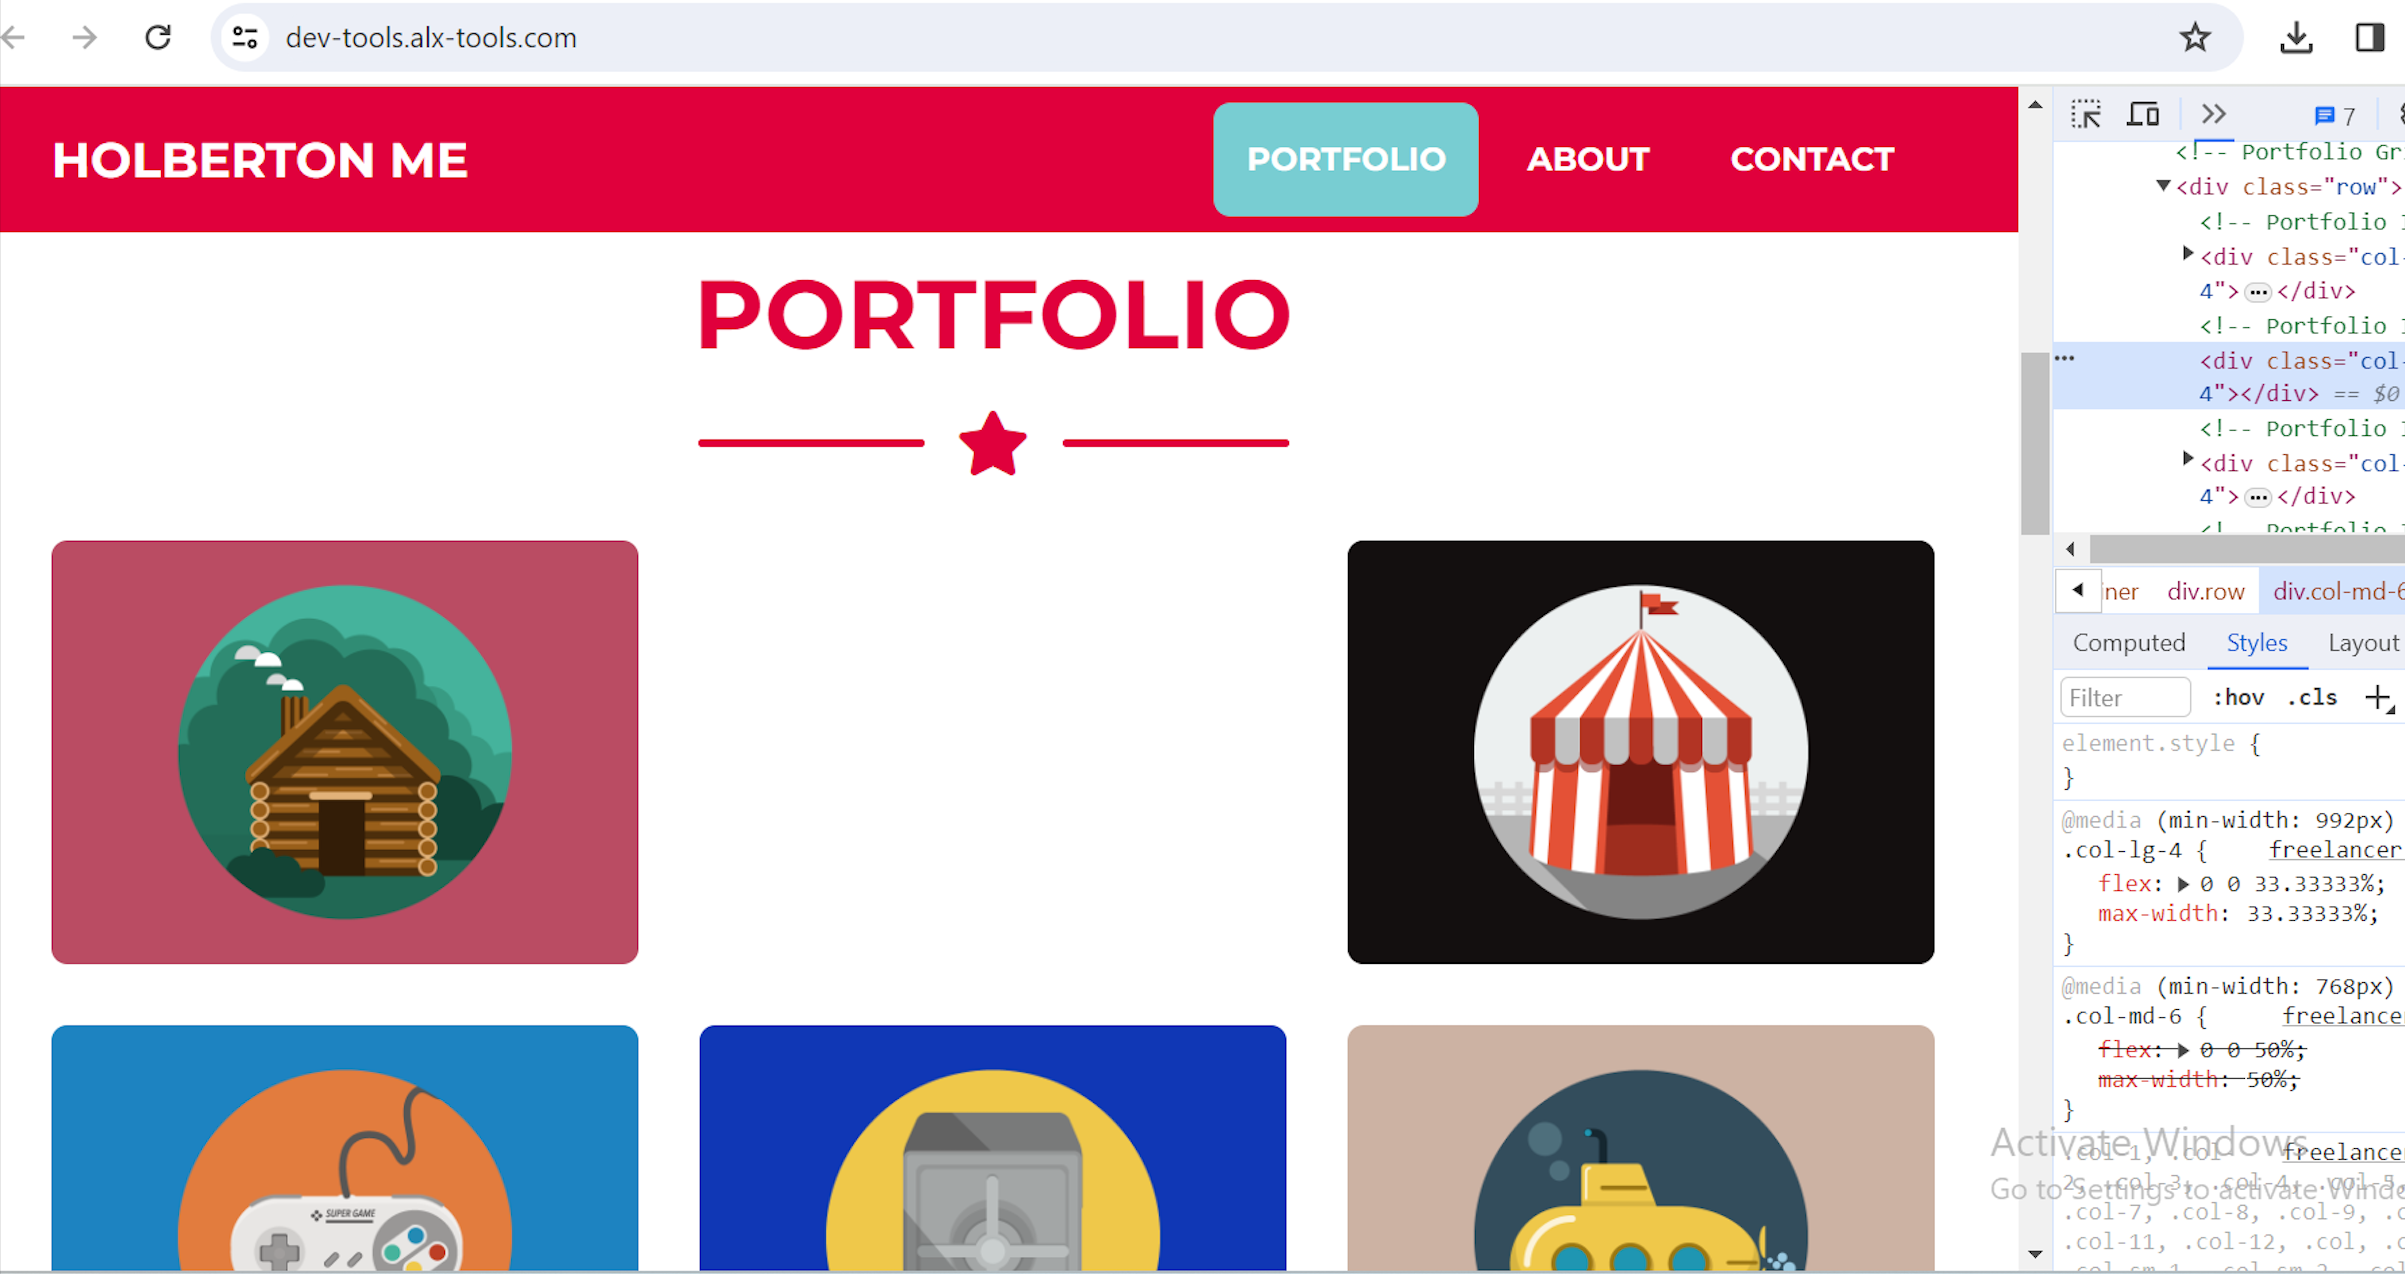 dev-tools.alx-tools.com
HOLBERTON ME
PORTFOLIO
ABOUT
CONTACT
PORTFOLIO
SUPER GAME
7
<!-- Portfolio Gr
<div class="row">
<!-- Portfolio
<div class="col-
4"> ... </div>
<!-- Portfolio
<div class="col-
4"></div> == $0
<!-- Portfolio
<div class="col-
4"> ... </div>
iner div.row div.col-md-6
Computed Styles Layout
Filter :hov .cls
element.style {
}
@media (min-width: 992px)
.col-lg-4 { freelancer
flex: 0 0 33.33333%;
max-width: 33.33333%;
}
@media (min-width: 768px)
.col-md-6 { freelance
flex: 0 0 50%;
max-width: 50%;
}
Activate Windows
Go to Settings to activate Windo
.col-1, .col- freelance
2, .col-3, .col-4, .col-5,
.col-7, .col-8, .col-9, .c
.col-11, .col-12, .col, .c